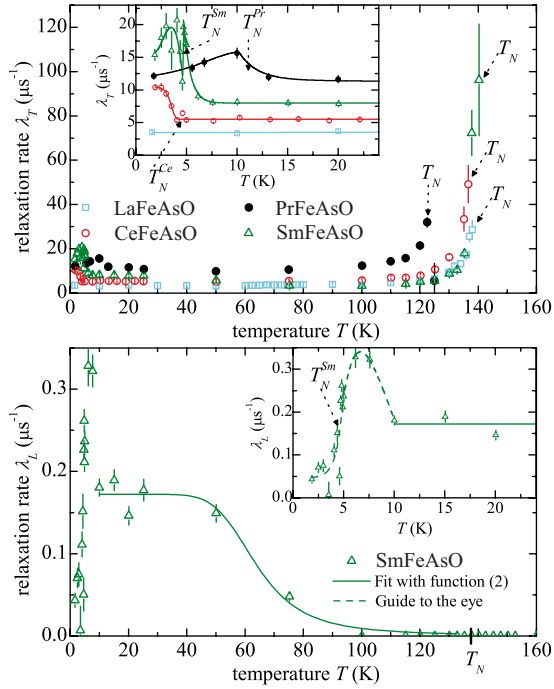 relaxation rate λ_T (μs⁻¹)
120
100
80
60
40
20
0
0 20 40 60 80 100 120 140 160
temperature T (K)
λ_T (μs⁻¹)
25
20
15
10
5
0
5 10 15 20
T (K)
T_N^Sm
T_N^Pr
T_N^Ce
LaFeAsO
CeFeAsO
PrFeAsO
SmFeAsO
T_N
T_N
T_N
T_N
relaxation rate λ_L (μs⁻¹)
0.3
0.2
0.1
0.0
0 20 40 60 80 100 120 140 160
temperature T (K)
T_N
λ_L (μs⁻¹)
0.3
0.2
0.1
0.0
0 5 10 15 20
T (K)
T_N^Sm
SmFeAsO
Fit with function (2)
Guide to the eye